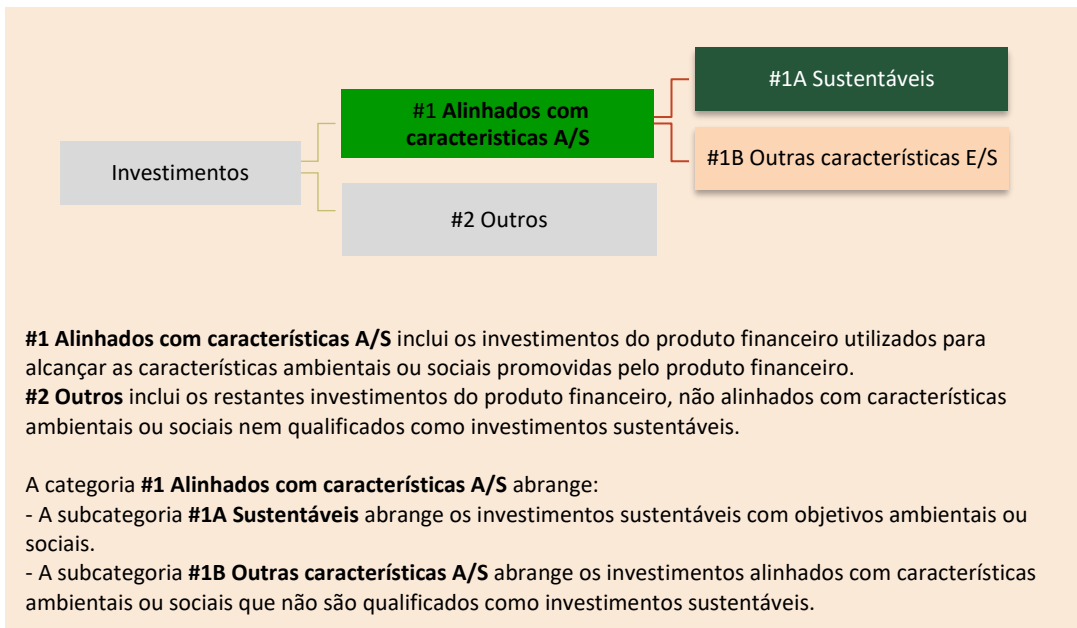 #1A Sustentáveis
#1 Alinhados com
caracteristicas A/S
#1B Outras características E/S
Investimentos
#2 Outros
#1 Alinhados com características A/S inclui os investimentos do produto financeiro utilizados para
alcançar as características ambientais ou sociais promovidas pelo produto financeiro.
#2 Outros inclui os restantes investimentos do produto financeiro, não alinhados com características
ambientais ou sociais nem qualificados como investimentos sustentáveis.
A categoria #1 Alinhados com características A/S abrange:
- A subcategoria #1A Sustentáveis abrange os investimentos sustentáveis com objetivos ambientais ou
sociais.
- A subcategoria #1B Outras características A/S abrange os investimentos alinhados com características
ambientais ou sociais que não são qualificados como investimentos sustentáveis.